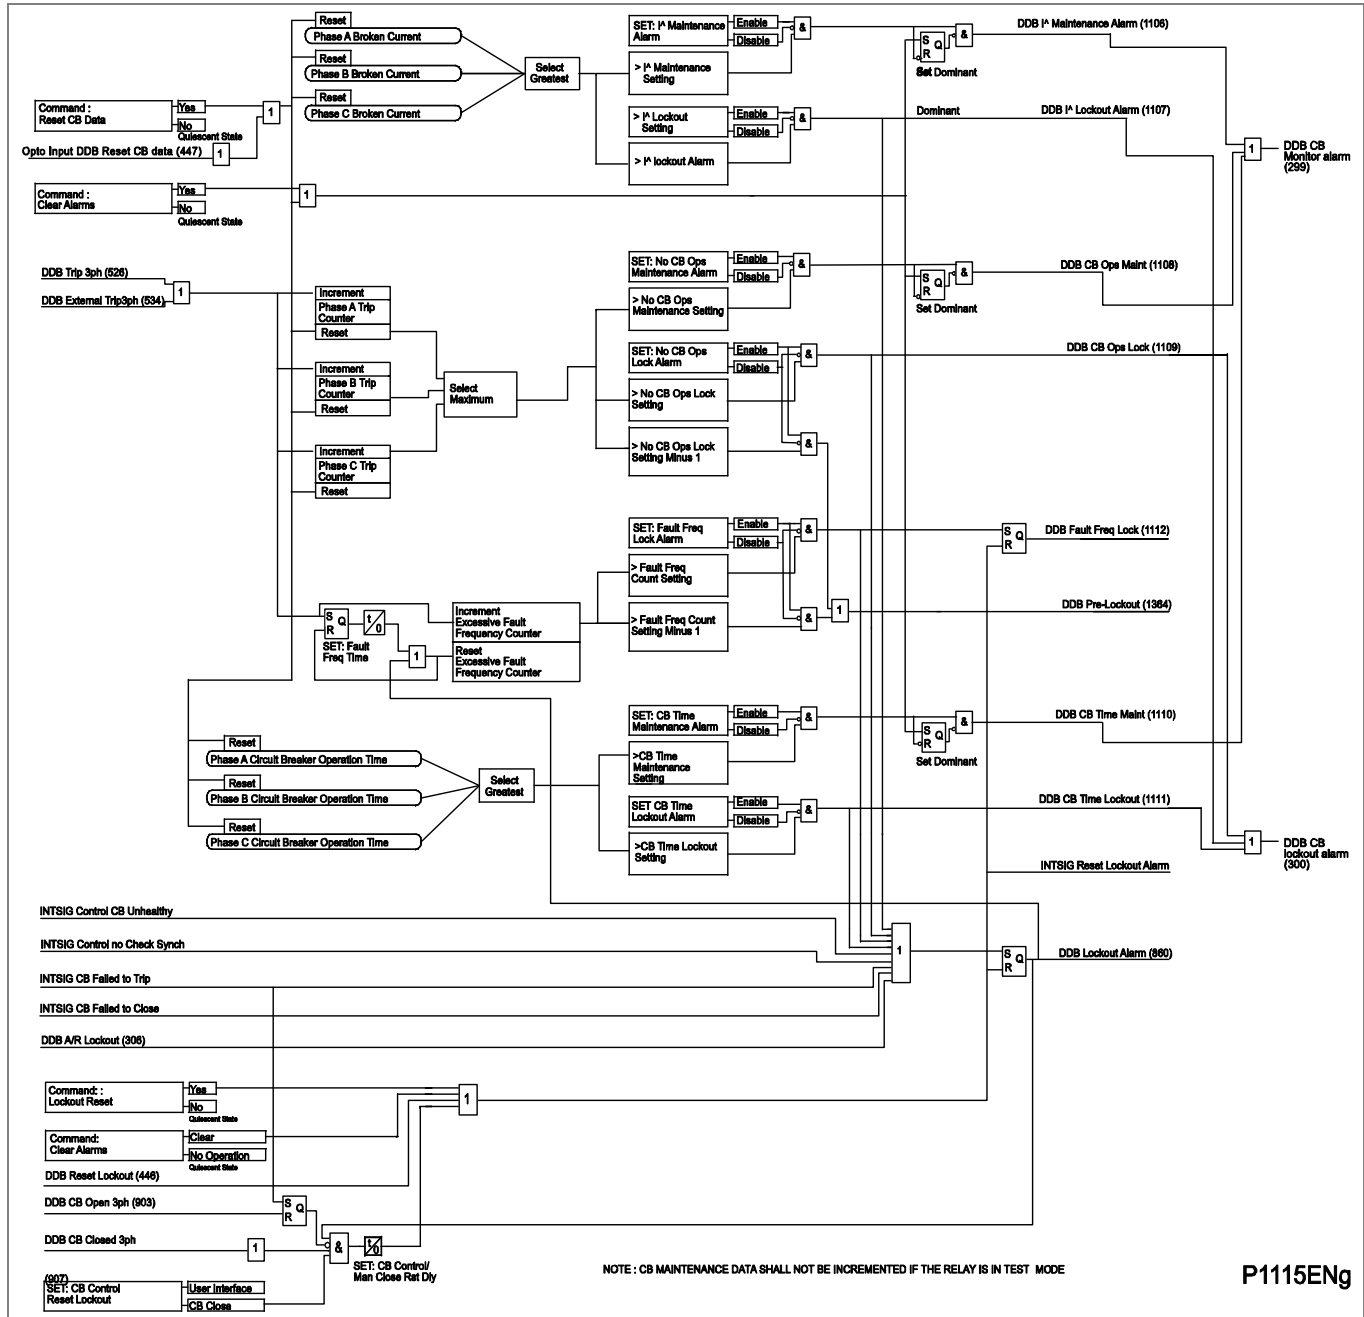 Reset
Phase A Broken Current
Reset
Phase B Broken Current
Reset
Phase C Broken Current
Select
Greatest
SET: I^ Maintenance
Alarm
Enable
Disable
&
> I^ Maintenance
Setting
> I^ Lockout
Setting
Enable
Disable
&
> I^ lockout Alarm
S
R
Q
&
Set Dominant
Dominant
DDB I^ Maintenance Alarm (1106)
DDB I^ Lockout Alarm (1107)
1
DDB CB
Monitor alarm
(299)
Command :
Reset CB Data
Yes
No
Quiescent State
1
Opto Input DDB Reset CB data (447)
1
Command :
Clear Alarms
Yes
No
Quiescent State
1
DDB Trip 3ph (526)
DDB External Trip3ph (534)
1
Increment
Phase A Trip
Counter
Reset
Increment
Phase B Trip
Counter
Reset
Increment
Phase C Trip
Counter
Reset
Select
Maximum
SET: No CB Ops
Maintenance Alarm
Enable
Disable
&
> No CB Ops
Maintenance Setting
S
R
Q
&
Set Dominant
DDB CB Ops Maint (1108)
SET: No CB Ops
Lock Alarm
Enable
Disable
&
> No CB Ops Lock
Setting
> No CB Ops Lock
Setting Minus 1
&
DDB CB Ops Lock (1109)
SET: Fault Freq
Lock Alarm
Enable
Disable
&
> Fault Freq
Count Setting
> Fault Freq Count
Setting Minus 1
&
1
S
R
Q
DDB Fault Freq Lock (1112)
DDB Pre-Lockout (1364)
S
R
Q
t
0
SET: Fault
Freq Time
1
Increment
Excessive Fault
Frequency Counter
Reset
Excessive Fault
Frequency Counter
Reset
Phase A Circuit Breaker Operation Time
Reset
Phase B Circuit Breaker Operation Time
Reset
Phase C Circuit Breaker Operation Time
Select
Greatest
SET: CB Time
Maintenance Alarm
Enable
Disable
&
>CB Time
Maintenance
Setting
S
R
Q
&
Set Dominant
DDB CB Time Maint (1110)
SET CB Time
Lockout Alarm
Enable
Disable
&
>CB Time Lockout
Setting
DDB CB Time Lockout (1111)
1
DDB CB
lockout alarm
(300)
INTSIG Reset Lockout Alarm
INTSIG Control CB Unhealthy
INTSIG Control no Check Synch
INTSIG CB Failed to Trip
INTSIG CB Failed to Close
DDB A/R Lockout (306)
1
S
R
Q
DDB Lockout Alarm (860)
Command: :
Lockout Reset
Yes
No
Quiescent State
1
Command:
Clear Alarms
Clear
No Operation
Quiescent State
DDB Reset Lockout (446)
DDB CB Open 3ph (903)
S
R
Q
DDB CB Closed 3ph
1
&
t
0
SET: CB Control/
Man Close Rst Dly
(907)
SET: CB Control
Reset Lockout
User Interface
CB Close
NOTE : CB MAINTENANCE DATA SHALL NOT BE INCREMENTED IF THE RELAY IS IN TEST MODE
P1115ENg